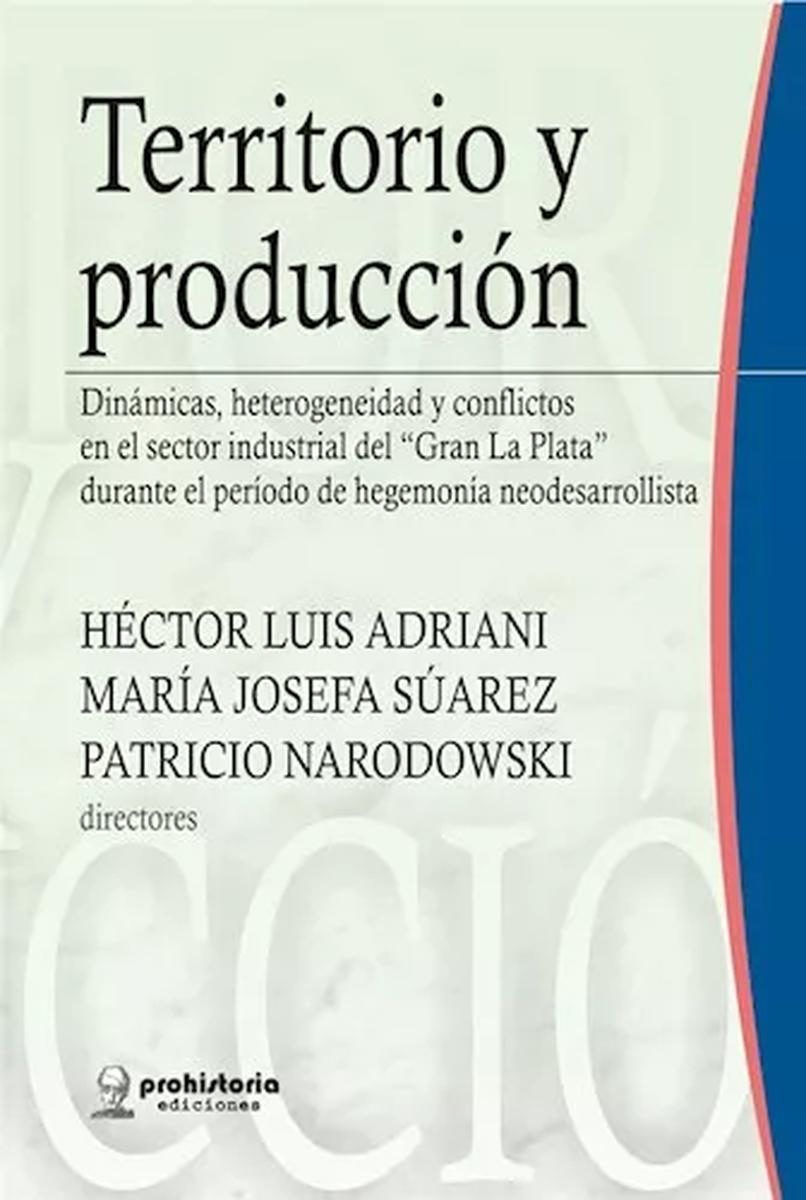 Territorio y
producción
Dinámicas, heterogeneidad y conflictos
en el sector industrial del “Gran La Plata”
durante el período de hegemonía neodesarrollista
HÉCTOR LUIS ADRIANI
MARÍA JOSEFA SÚAREZ
PATRICIO NARODOWSKI
directores
CCIÓ
prohistoria
ediciones